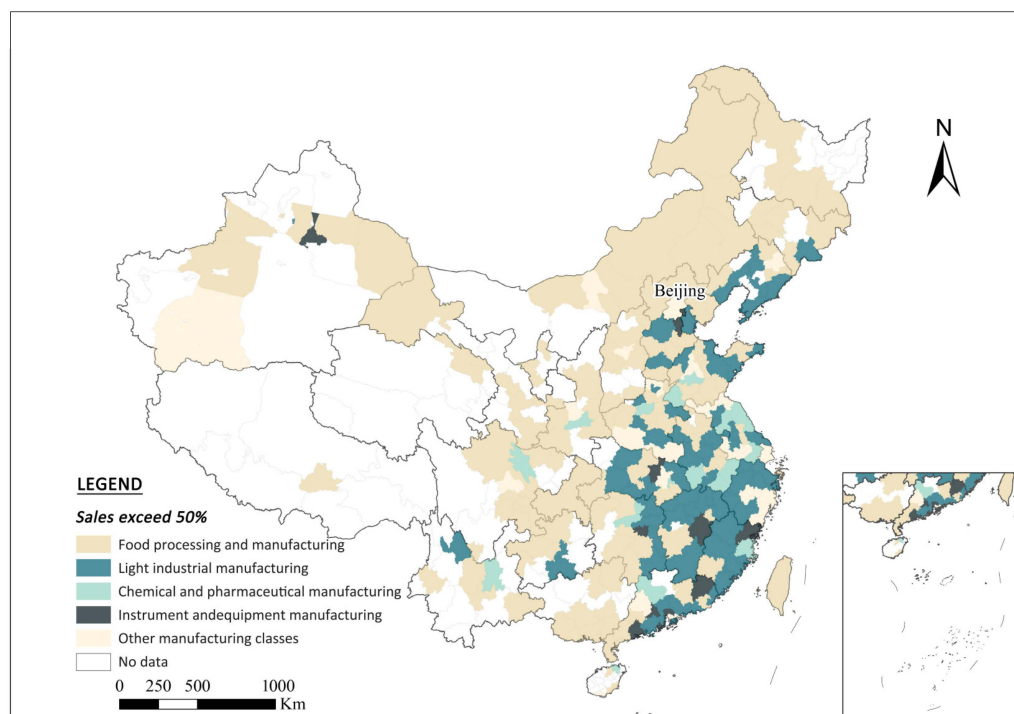 N
Beijing
LEGEND
Sales exceed 50%
Food processing and manufacturing
Light industrial manufacturing
Chemical and pharmaceutical manufacturing
Instrument andequipment manufacturing
Other manufacturing classes
No data
0 250 500 1000
Km